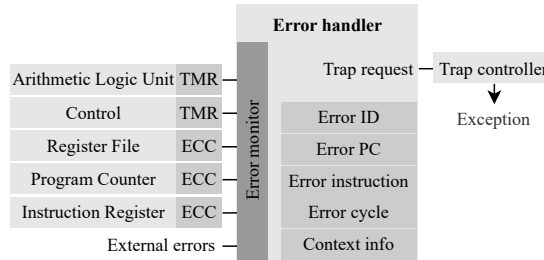 Error handler
Trap request
Trap controller
Exception
Arithmetic Logic Unit TMR
Control TMR
Register File ECC
Program Counter ECC
Instruction Register ECC
External errors
Error monitor
Error ID
Error PC
Error instruction
Error cycle
Context info